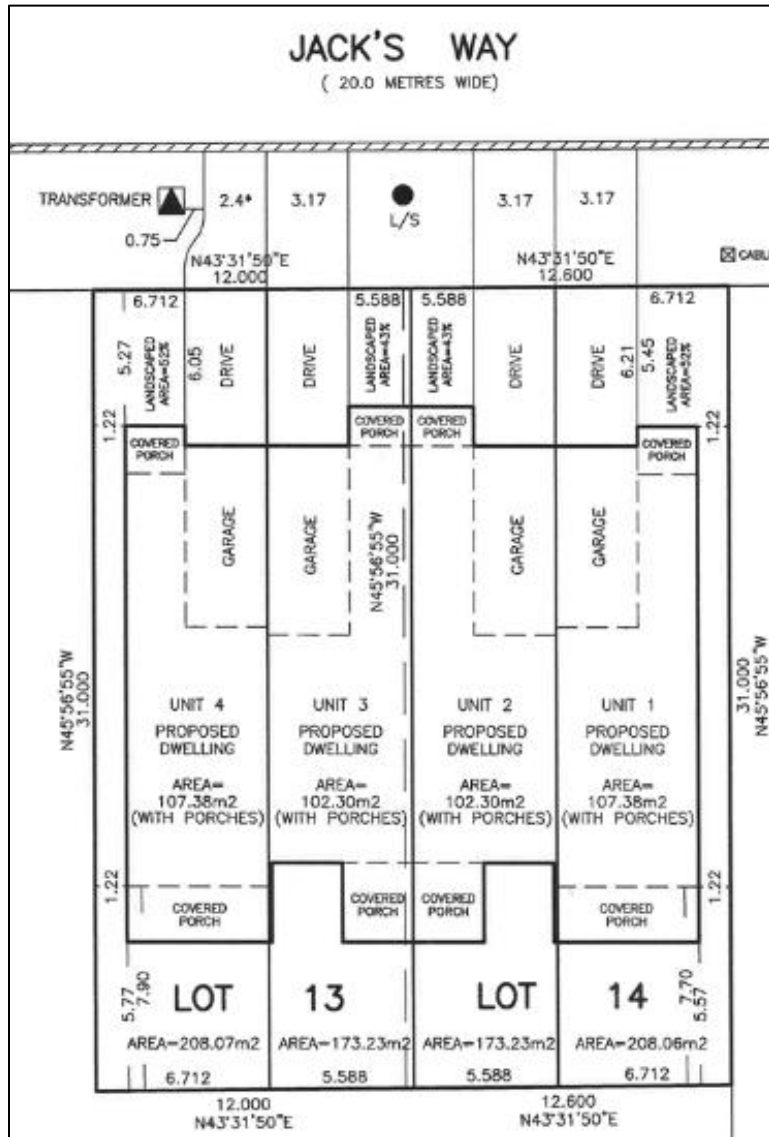 JACK'S WAY
( 20.0 METRES WIDE)
TRANSFORMER
2.4*
3.17
L/S
3.17
3.17
0.75
N43°31'50"E
12.000
N43°31'50"E
12.600
CABL
6.712
5.588
5.588
6.712
5.27
LANDSCAPED
AREA=52%
6.05
DRIVE
DRIVE
LANDSCAPED
AREA=43%
LANDSCAPED
AREA=43%
DRIVE
DRIVE
6.21
5.45
LANDSCAPED
AREA=52%
1.22
COVERED
PORCH
COVERED
PORCH
COVERED
PORCH
COVERED
PORCH
1.22
GARAGE
GARAGE
N45°56'55"W
31.000
GARAGE
GARAGE
N45°56'55"W
31.000
N45°56'55"W
31.000
UNIT 4
PROPOSED
DWELLING
AREA=
107.38m2
(WITH PORCHES)
UNIT 3
PROPOSED
DWELLING
AREA=
102.30m2
(WITH PORCHES)
UNIT 2
PROPOSED
DWELLING
AREA=
102.30m2
(WITH PORCHES)
UNIT 1
PROPOSED
DWELLING
AREA=
107.38m2
(WITH PORCHES)
1.22
COVERED
PORCH
COVERED
PORCH
COVERED
PORCH
COVERED
PORCH
1.22
5.77
7.90
LOT 13
LOT 14
7.70
5.57
AREA=208.07m2
AREA=173.23m2
AREA=173.23m2
AREA=208.06m2
6.712
5.588
5.588
6.712
12.000
N43°31'50"E
12.600
N43°31'50"E